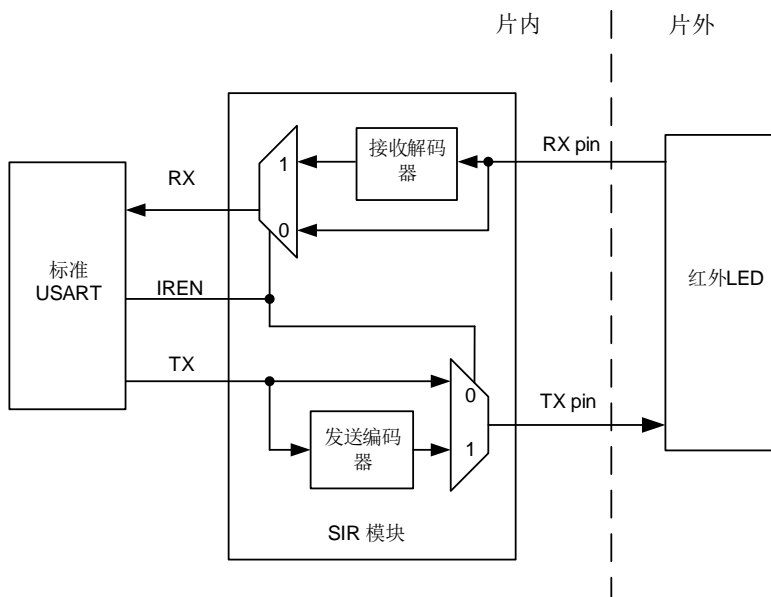 片内
片外
接收解码
器
RX pin
RX
1
0
标准
USART
IREN
红外LED
TX
0
TX pin
发送编码
器
1
SIR 模块